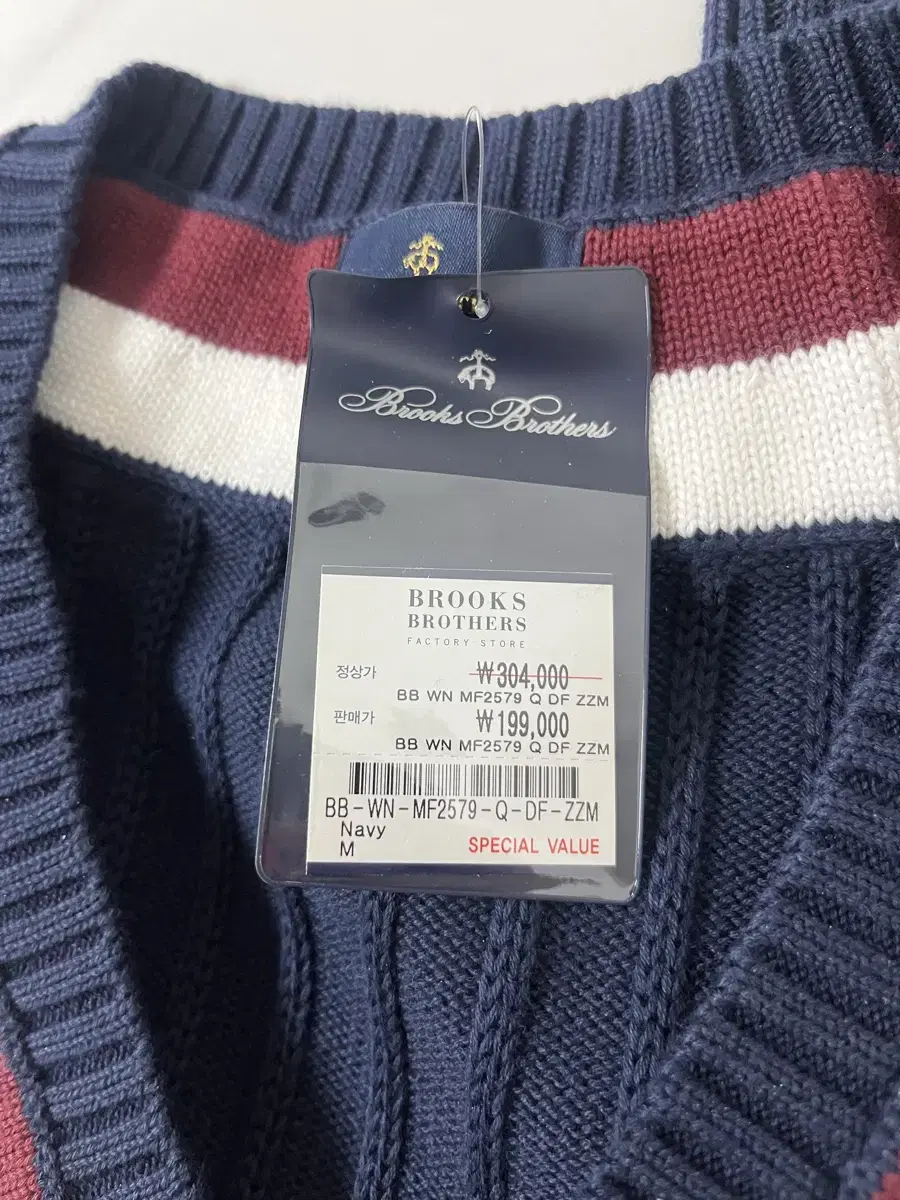 Brooks Brothers
BROOKS
BROTHERS
FACTORY STORE
정상가 ₩304,000
BB WN MF2579 Q DF ZZM
판매가 ₩199,000
BB WN MF2579 Q DF ZZM
BB-WN-MF2579-Q-DF-ZZM
Navy
M SPECIAL VALUE